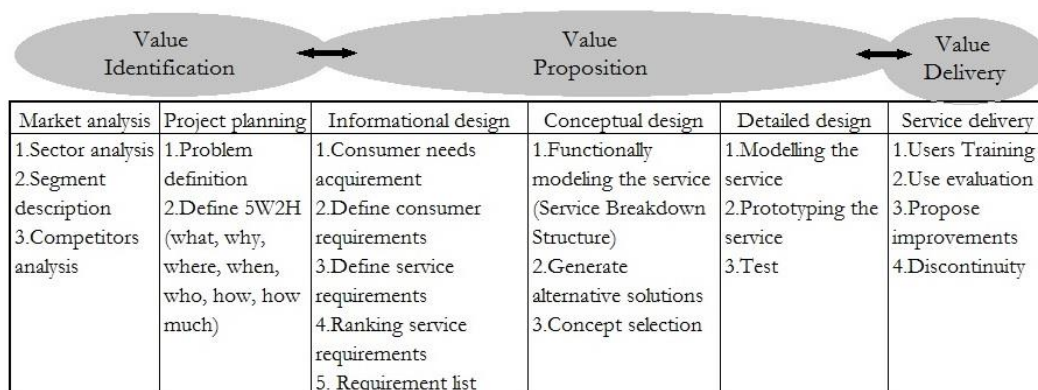 Value
Identification
Value
Proposition
Value
Delivery
Market analysis
1.Sector analysis
2.Segment
description
3.Competitors
analysis
Project planning
1.Problem
definition
2.Define 5W2H
(what, why,
where, when,
who, how, how
much)
Informational design
1.Consumer needs
acquirement
2.Define consumer
requirements
3.Define service
requirements
4.Ranking service
requirements
5. Requirement list
Conceptual design
1.Functionally
modeling the service
(Service Breakdown
Structure)
2.Generate
alternative solutions
3.Concept selection
Detailed design
1.Modelling the
service
2.Prototyping the
service
3.Test
Service delivery
1.Users Training
2.Use evaluation
3.Propose
improvements
4.Discontinuity